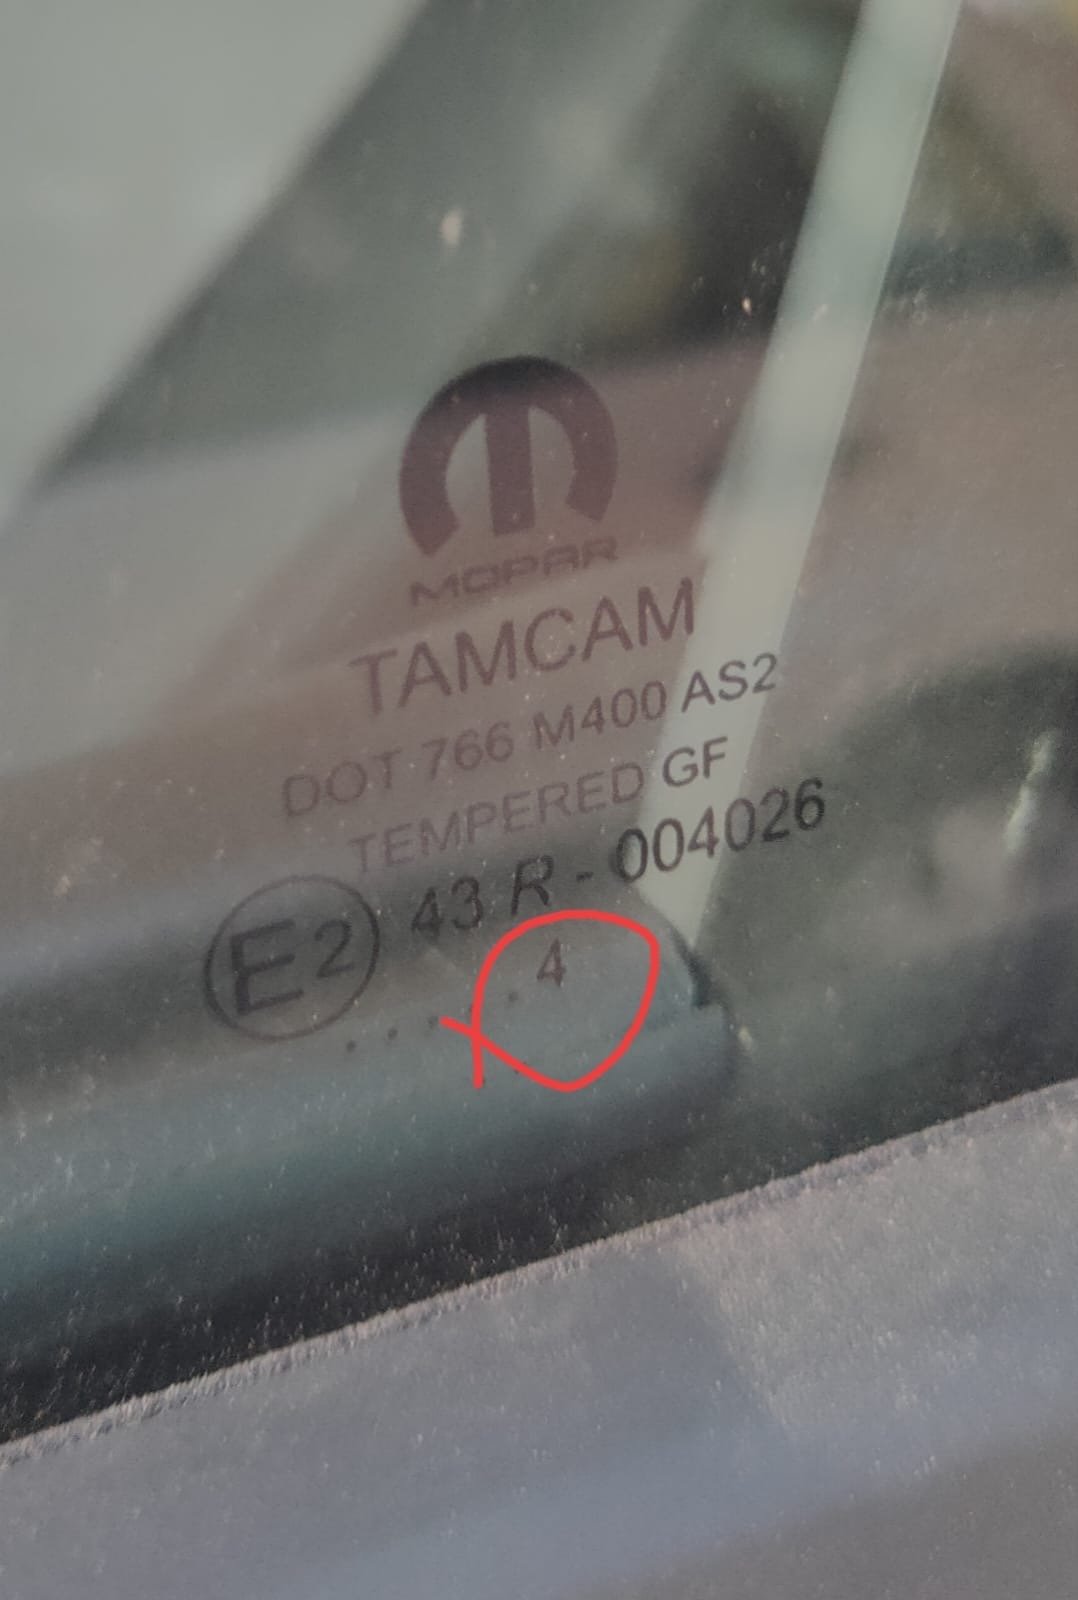 MOPAR
TAMCAM
DOT 766 M400 AS2
TEMPERED GF
E2 43 R - 004026
.....4